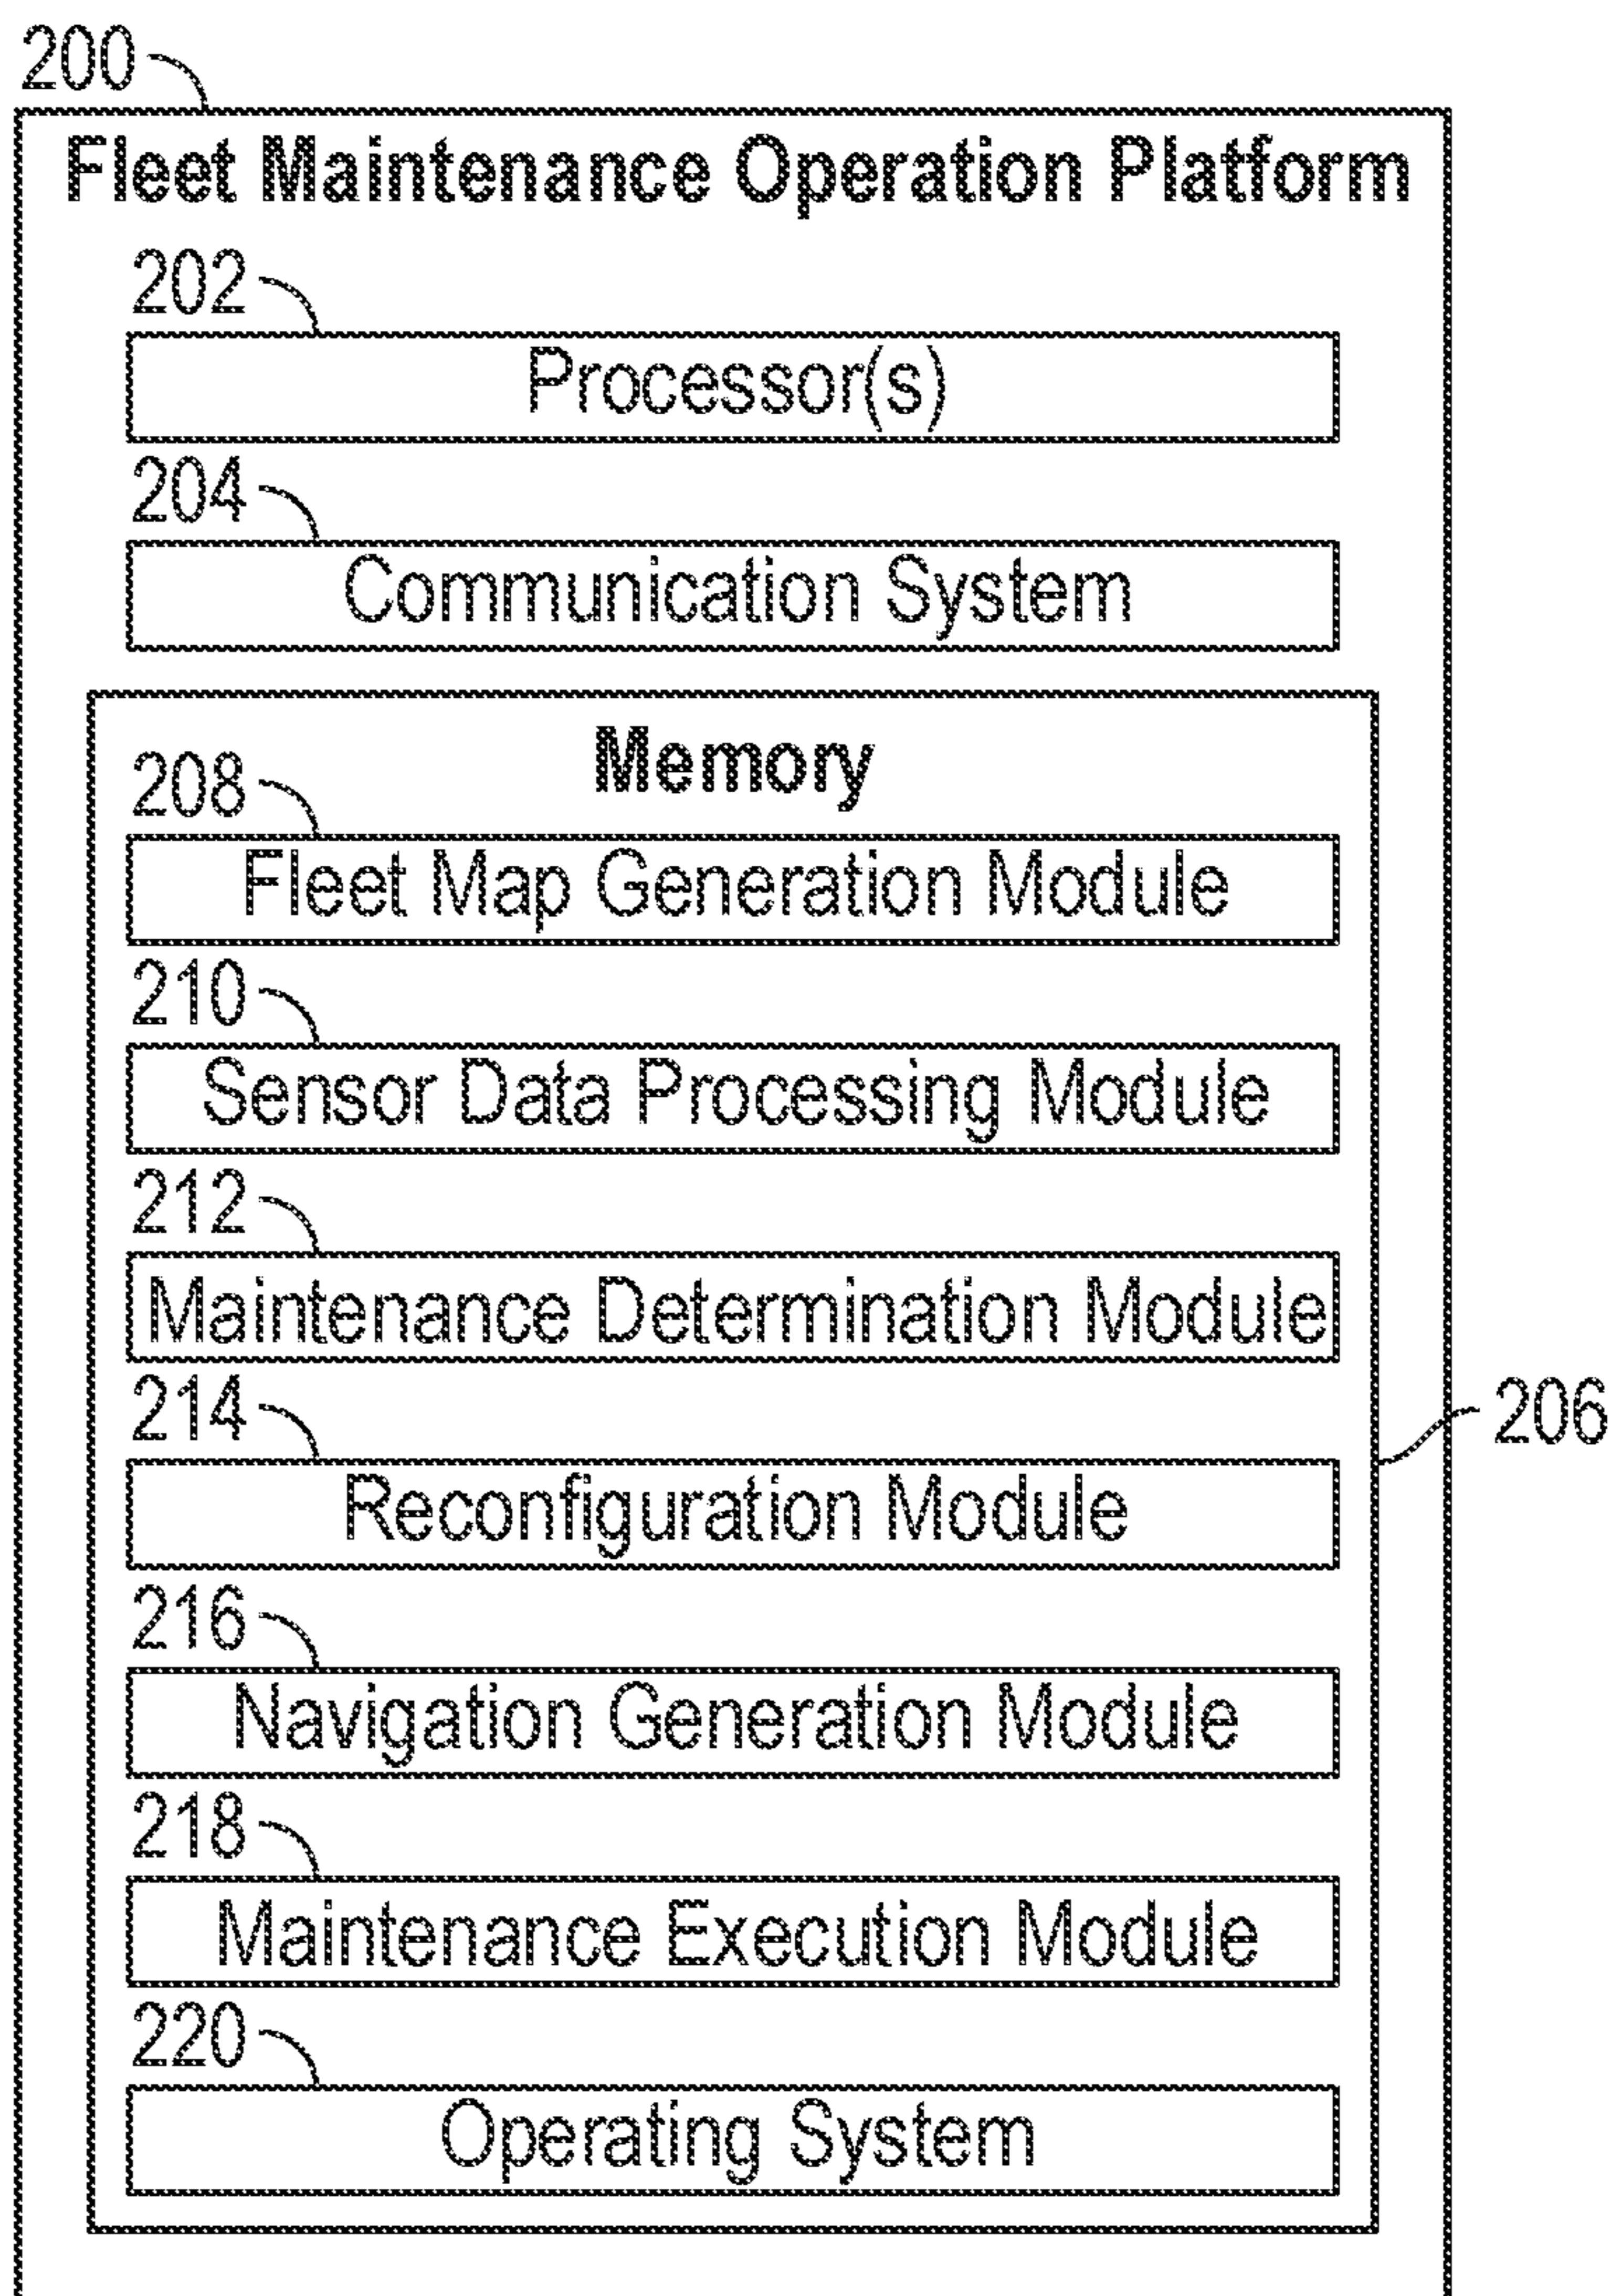 200
Fleet Maintenance Operation Platform
202
Processor(s)
204
Communication System
Memory
208
Fleet Map Generation Module
210
Sensor Data Processing Module
212
Maintenance Determination Module
214
206
Reconfiguration Module
216
Navigation Generation Module
218
Maintenance Execution Module
220
Operating System